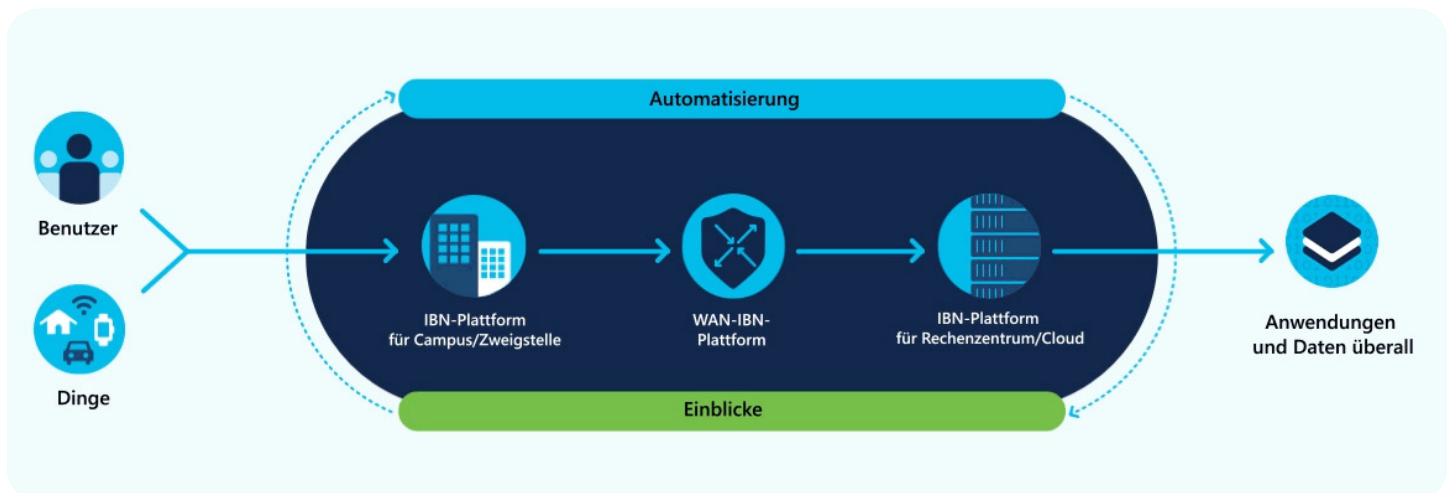 Automatisierung
Benutzer
Dinge
IBN-Plattform
für Campus/Zweigstelle
WAN-IBN-
Plattform
IBN-Plattform
für Rechenzentrum/Cloud
Anwendungen
und Daten überall
Einblicke